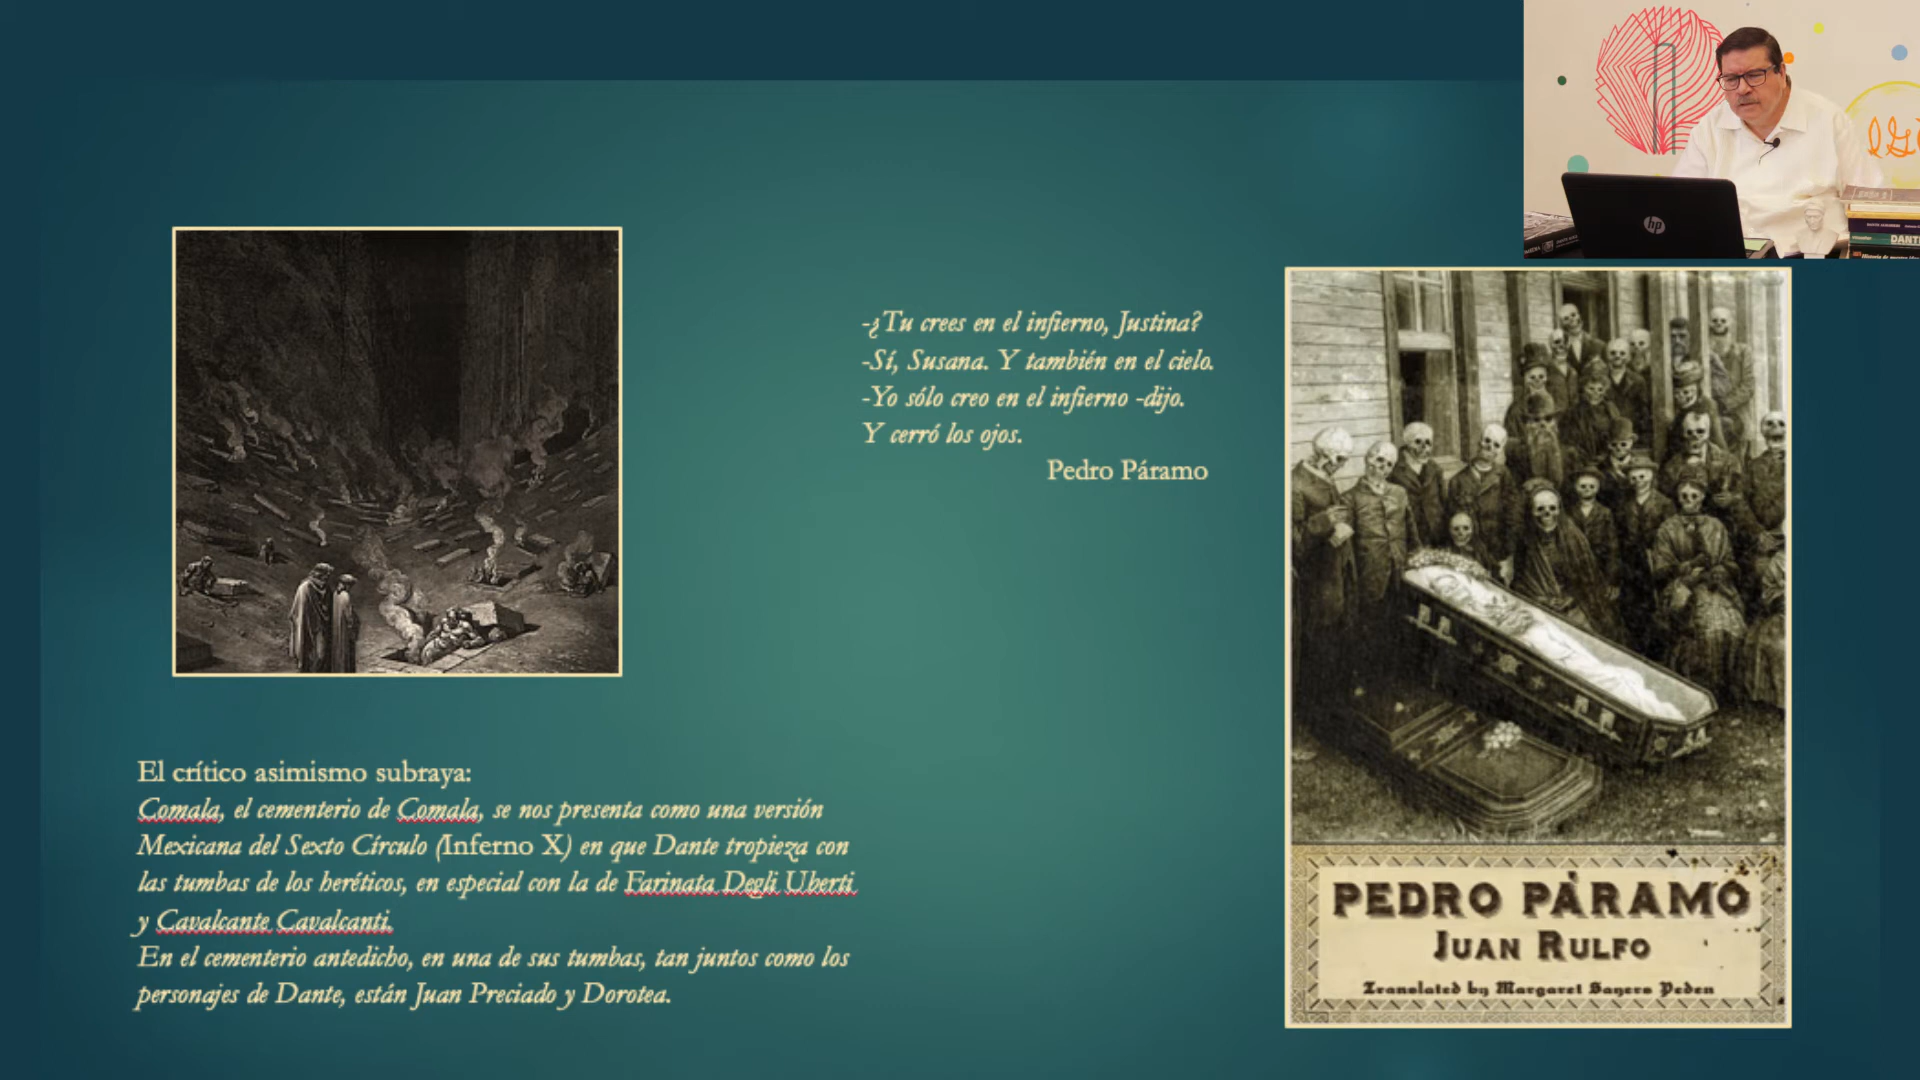 -¿Tu crees en el infierno, Justina?
-Sí, Susana. Y también en el cielo.
-Yo sólo creo en el infierno -dijo.
Y cerró los ojos.
Pedro Páramo
El crítico asimismo subraya:
Comala, el cementerio de Comala, se nos presenta como una versión
Mexicana del Sexto Círculo (Inferno X) en que Dante tropieza con
las tumbas de los heréticos, en especial con la de Farinata Degli Uberti
y Cavalcante Cavalcanti.
En el cementerio antedicho, en una de sus tumbas, tan juntos como los
personajes de Dante, están Juan Preciado y Dorotea.
PEDRO PÁRAMO
JUAN RULFO
Translated by Margaret Sayers Peden
hp
DANT